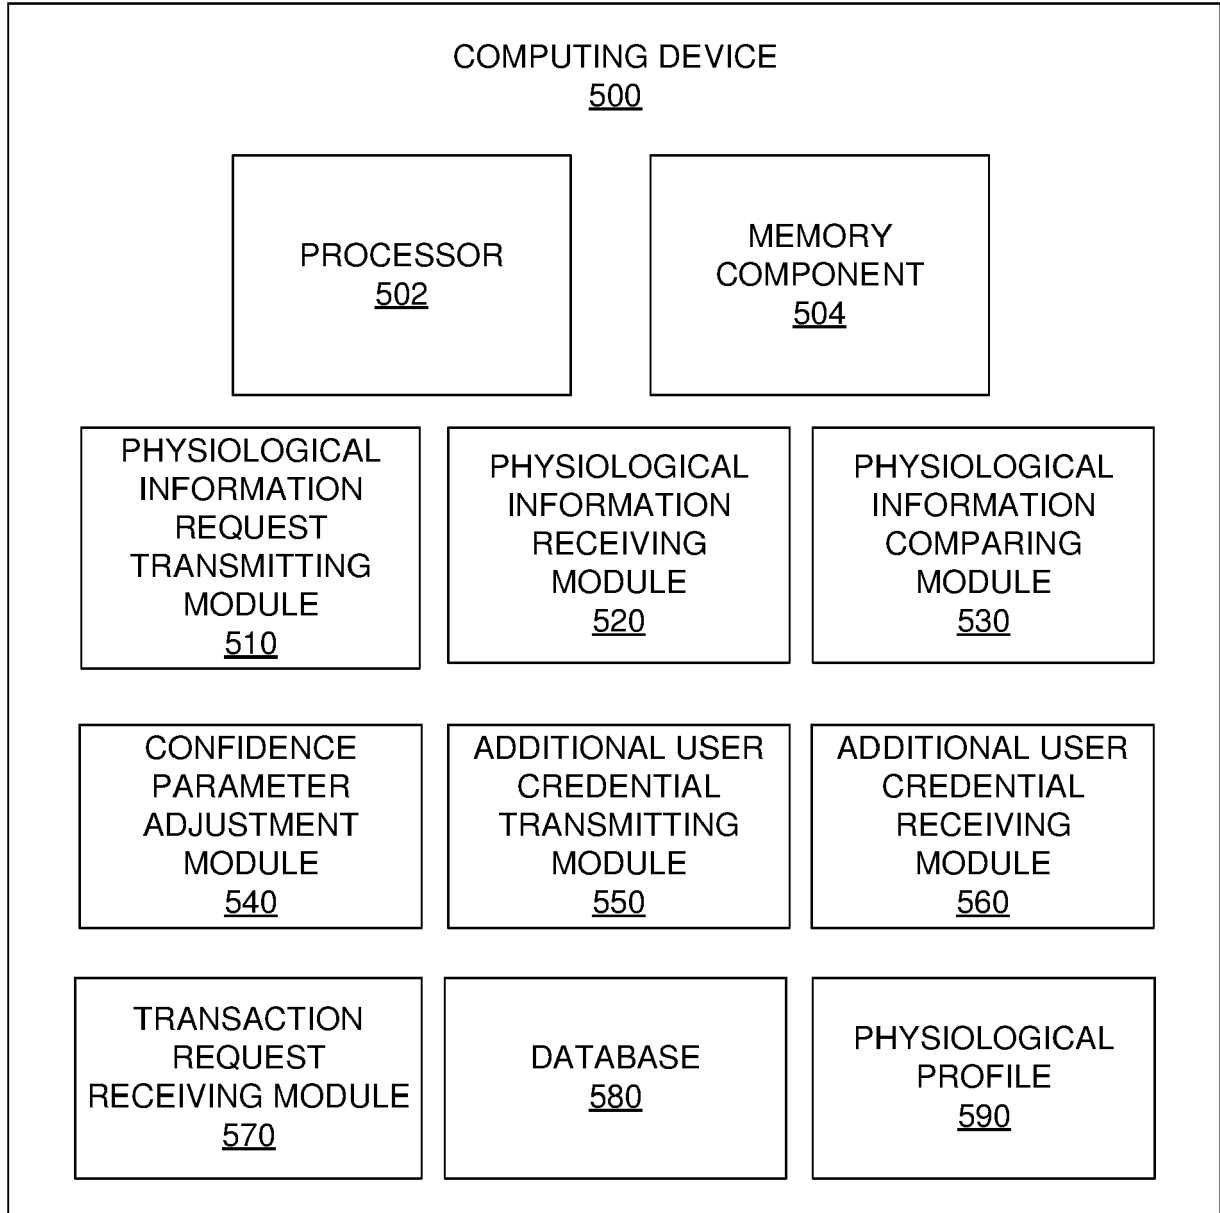 COMPUTING DEVICE
500
PROCESSOR
502
MEMORY
COMPONENT
504
PHYSIOLOGICAL
INFORMATION
REQUEST
TRANSMITTING
MODULE
510
PHYSIOLOGICAL
INFORMATION
RECEIVING
MODULE
520
PHYSIOLOGICAL
INFORMATION
COMPARING
MODULE
530
CONFIDENCE
PARAMETER
ADJUSTMENT
MODULE
540
ADDITIONAL USER
CREDENTIAL
TRANSMITTING
MODULE
550
ADDITIONAL USER
CREDENTIAL
RECEIVING
MODULE
560
TRANSACTION
REQUEST
RECEIVING MODULE
570
DATABASE
580
PHYSIOLOGICAL
PROFILE
590